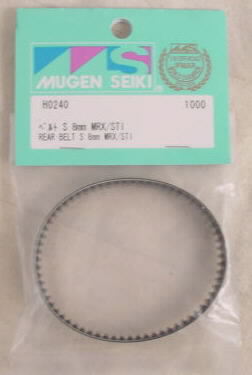 MUGEN SEIKI®
H0240 1000
ベルト S 8mm MRX/STI
REAR BELT S 8mm MRX/STI